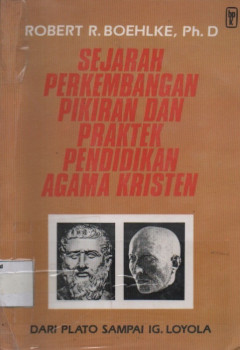 ROBERT R. BOEHLKE, Ph. D
SEJARAH
PERKEMBANGAN
PIKIRAN DAN
PRAKTEK
PENDIDIKAN
AGAMA KRISTEN
DARI PLATO SAMPAI IG. LOYOLA